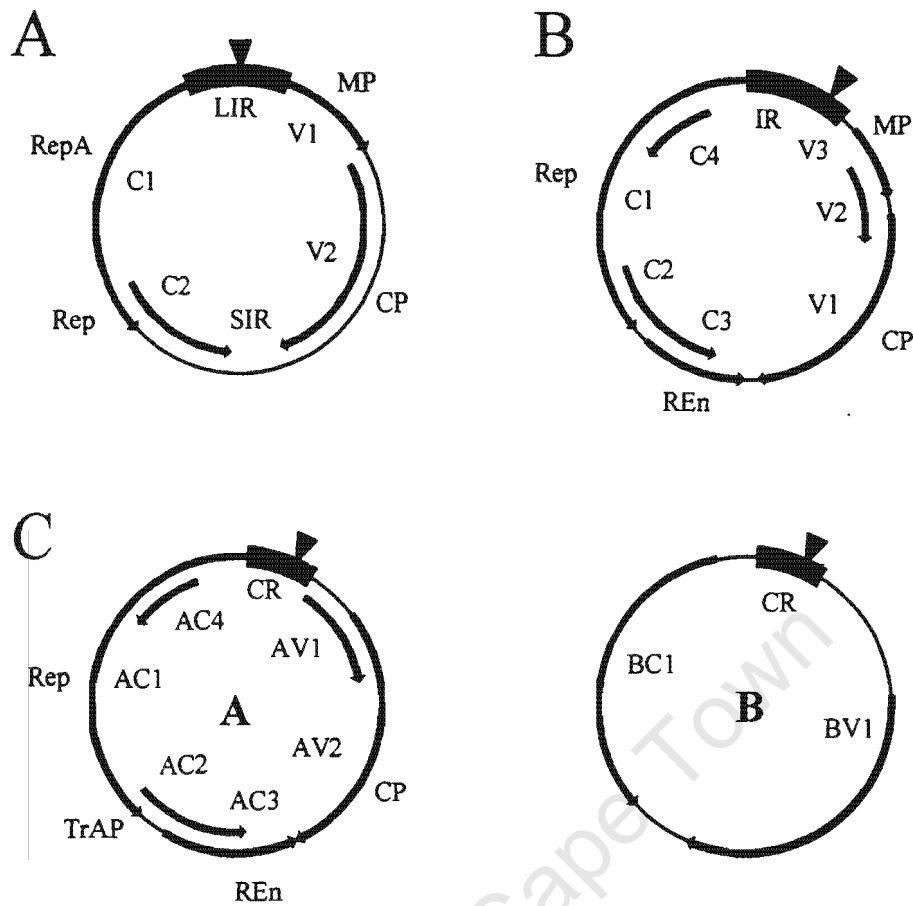 A
LIR
MP
V1
RepA
C1
V2
C2
SIR
CP
Rep
B
IR
MP
C4
V3
Rep
C1
V2
C2
V1
C3
CP
REn
C
CR
AC4
AV1
Rep
AC1
A
AV2
AC2
AC3
CP
TrAP
REn
CR
BC1
B
BV1
Cape Town